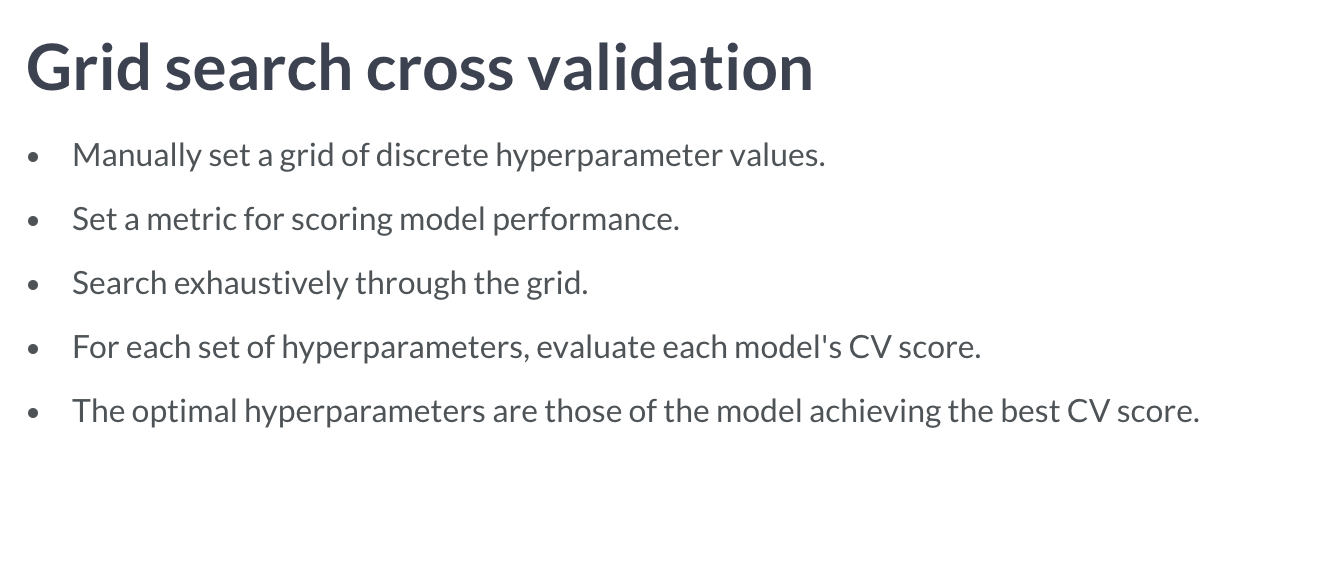 Grid search cross validation
• Manually set a grid of discrete hyperparameter values.
• Set a metric for scoring model performance.
• Search exhaustively through the grid.
• For each set of hyperparameters, evaluate each model's CV score.
• The optimal hyperparameters are those of the model achieving the best CV score.